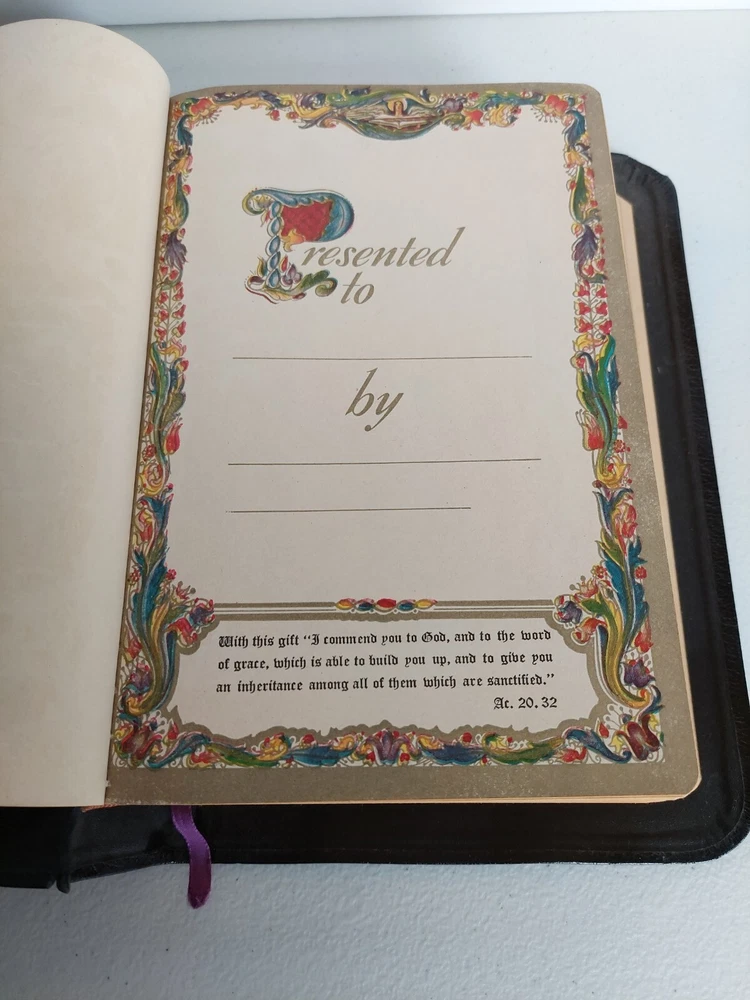 Presented
to
by
With this gift “I commend you to God, and to the word
of grace, which is able to build you up, and to give you
an inheritance among all of them which are sanctified.”
Ac. 20. 32